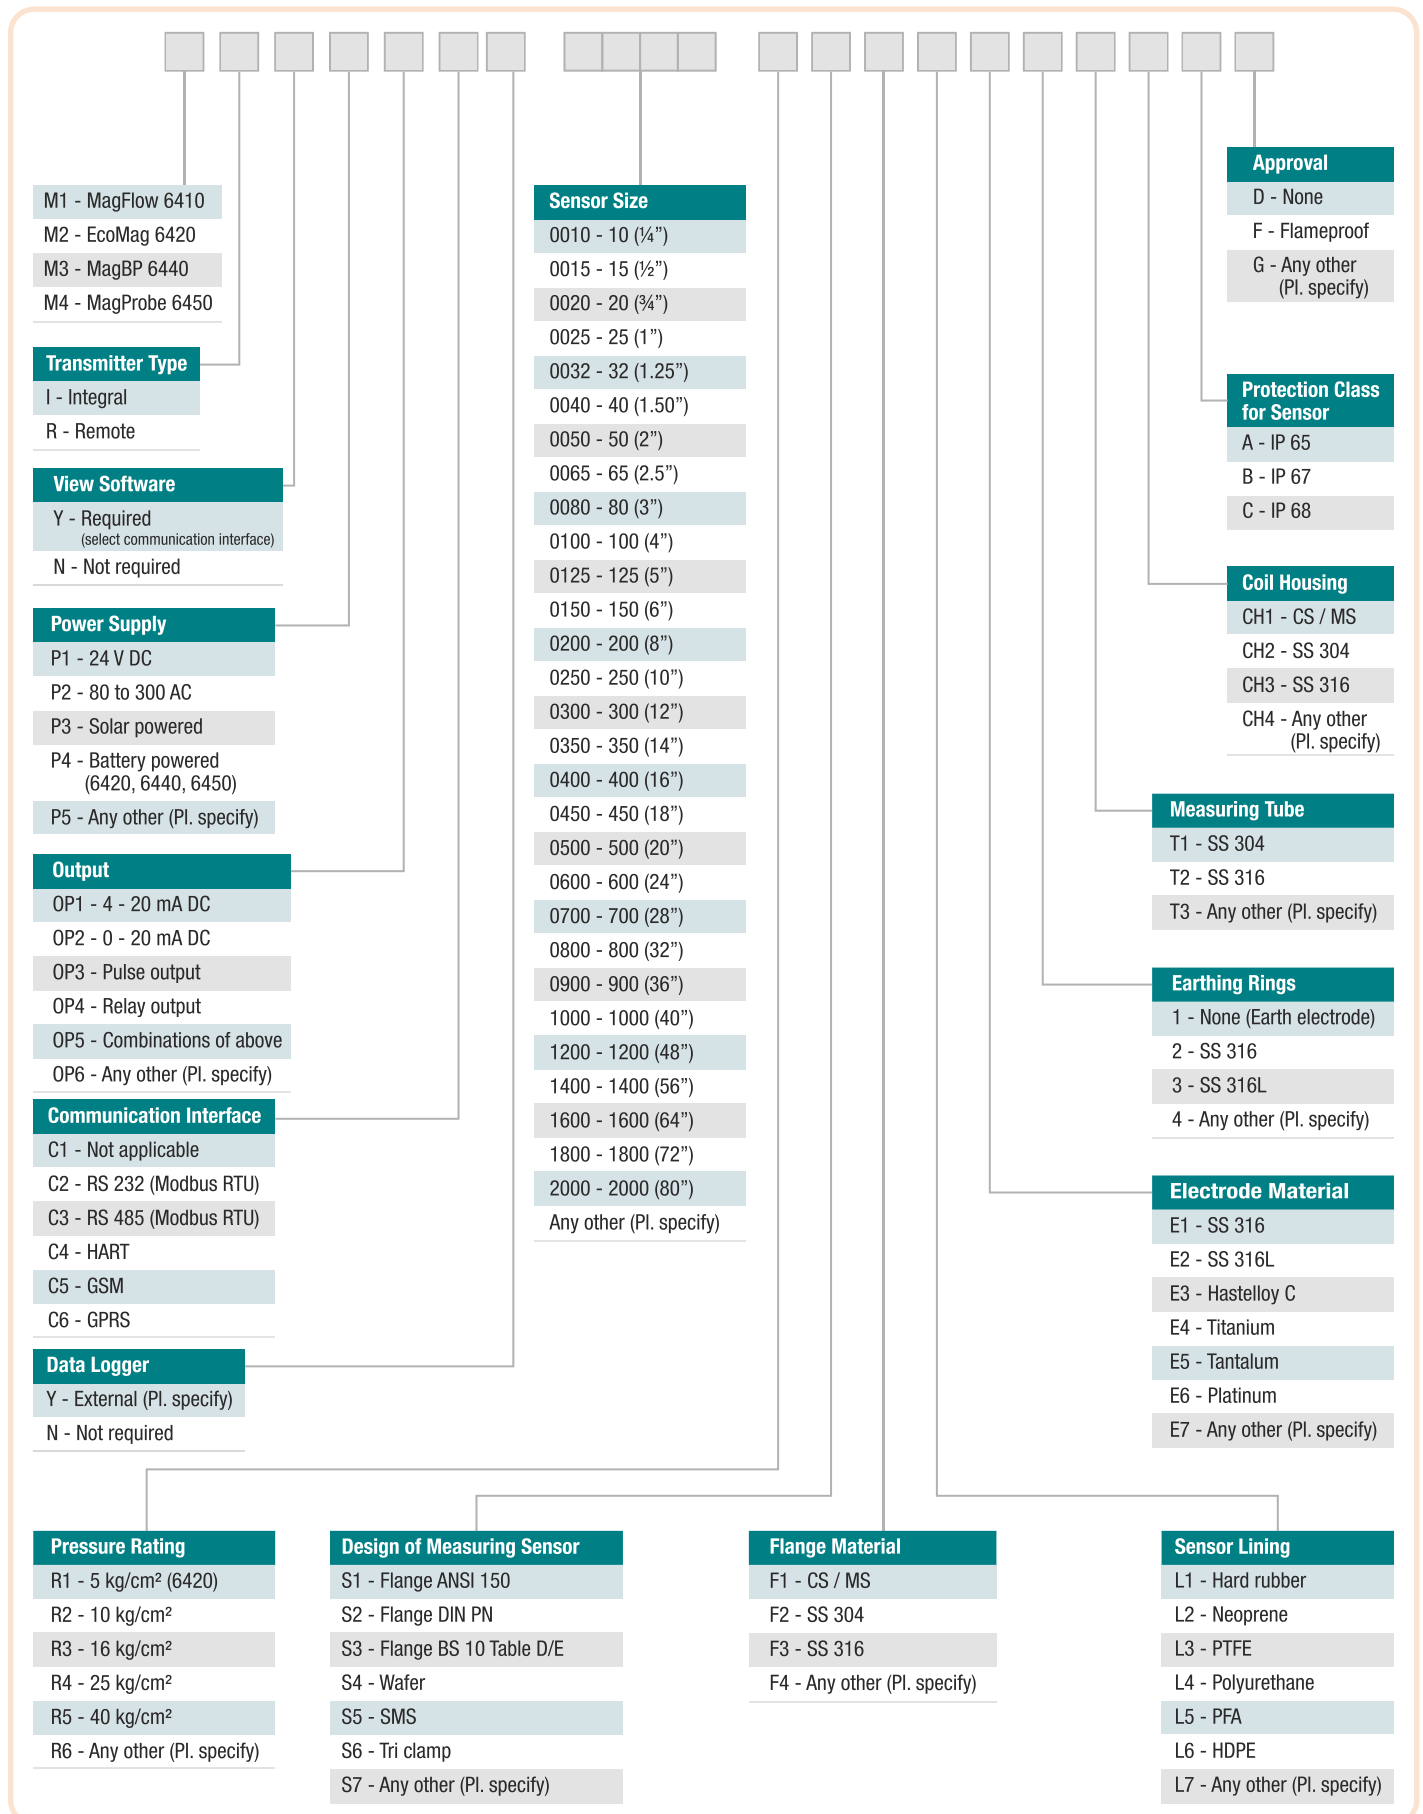 M1 - MagFlow 6410
M2 - EcoMag 6420
M3 - MagBP 6440
M4 - MagProbe 6450
Transmitter Type
I - Integral
R - Remote
View Software
Y - Required
(select communication interface)
N - Not required
Power Supply
P1 - 24 V DC
P2 - 80 to 300 AC
P3 - Solar powered
P4 - Battery powered
(6420, 6440, 6450)
P5 - Any other (Pl. specify)
Output
OP1 - 4 - 20 mA DC
OP2 - 0 - 20 mA DC
OP3 - Pulse output
OP4 - Relay output
OP5 - Combinations of above
OP6 - Any other (Pl. specify)
Communication Interface
C1 - Not applicable
C2 - RS 232 (Modbus RTU)
C3 - RS 485 (Modbus RTU)
C4 - HART
C5 - GSM
C6 - GPRS
Data Logger
Y - External (Pl. specify)
N - Not required
Sensor Size
0010 - 10 (¼”)
0015 - 15 (½”)
0020 - 20 (¾”)
0025 - 25 (1”)
0032 - 32 (1.25”)
0040 - 40 (1.50”)
0050 - 50 (2”)
0065 - 65 (2.5”)
0080 - 80 (3”)
0100 - 100 (4”)
0125 - 125 (5”)
0150 - 150 (6”)
0200 - 200 (8”)
0250 - 250 (10”)
0300 - 300 (12”)
0350 - 350 (14”)
0400 - 400 (16”)
0450 - 450 (18”)
0500 - 500 (20”)
0600 - 600 (24”)
0700 - 700 (28”)
0800 - 800 (32”)
0900 - 900 (36”)
1000 - 1000 (40”)
1200 - 1200 (48”)
1400 - 1400 (56”)
1600 - 1600 (64”)
1800 - 1800 (72”)
2000 - 2000 (80”)
Any other (Pl. specify)
Approval
D - None
F - Flameproof
G - Any other
(Pl. specify)
Protection Class
for Sensor
A - IP 65
B - IP 67
C - IP 68
Coil Housing
CH1 - CS / MS
CH2 - SS 304
CH3 - SS 316
CH4 - Any other
(Pl. specify)
Measuring Tube
T1 - SS 304
T2 - SS 316
T3 - Any other (Pl. specify)
Earthing Rings
1 - None (Earth electrode)
2 - SS 316
3 - SS 316L
4 - Any other (Pl. specify)
Electrode Material
E1 - SS 316
E2 - SS 316L
E3 - Hastelloy C
E4 - Titanium
E5 - Tantalum
E6 - Platinum
E7 - Any other (Pl. specify)
Pressure Rating
R1 - 5 kg/cm² (6420)
R2 - 10 kg/cm²
R3 - 16 kg/cm²
R4 - 25 kg/cm²
R5 - 40 kg/cm²
R6 - Any other (Pl. specify)
Design of Measuring Sensor
S1 - Flange ANSI 150
S2 - Flange DIN PN
S3 - Flange BS 10 Table D/E
S4 - Wafer
S5 - SMS
S6 - Tri clamp
S7 - Any other (Pl. specify)
Flange Material
F1 - CS / MS
F2 - SS 304
F3 - SS 316
F4 - Any other (Pl. specify)
Sensor Lining
L1 - Hard rubber
L2 - Neoprene
L3 - PTFE
L4 - Polyurethane
L5 - PFA
L6 - HDPE
L7 - Any other (Pl. specify)